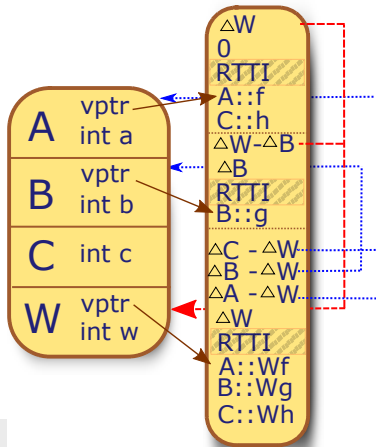 A
vptr
int a
B
vptr
int b
C
int c
W
vptr
int w
△W
0
RTTI
A::f
C::h
△W-△B
△B
RTTI
B::g
△C -△W
△B -△W
△A -△W
△W
RTTI
A::Wf
B::Wg
C::Wh